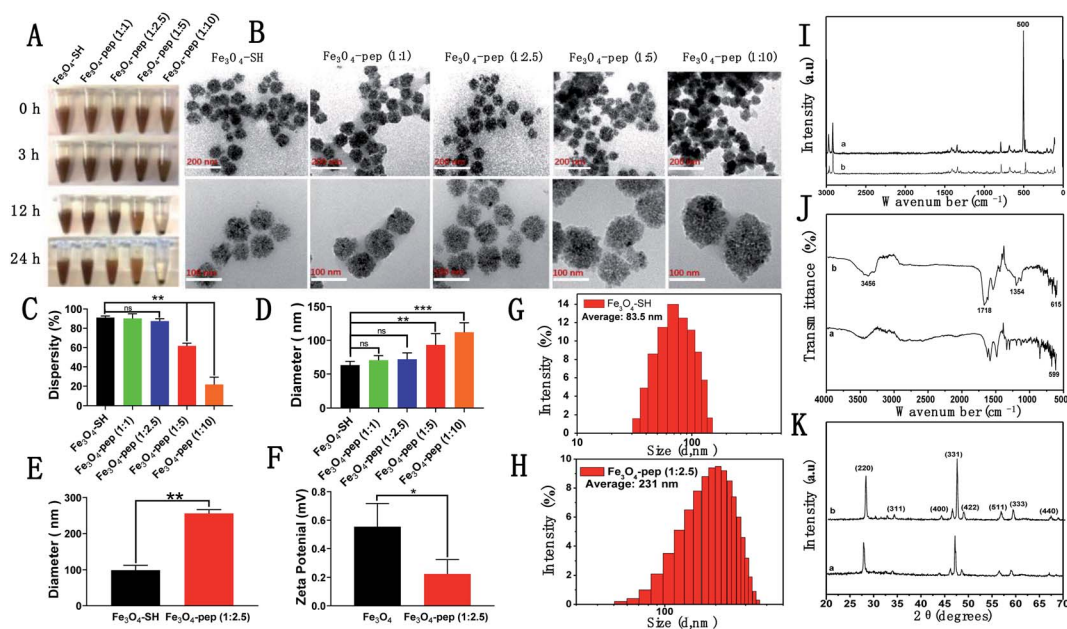 A
Fe3O4-SH
Fe3O4-pep (1:1)
Fe3O4-pep (1:2.5)
Fe3O4-pep (1:5)
Fe3O4-pep (1:10)
0 h
3 h
12 h
24 h
B
Fe3O4-SH
Fe3O4-pep (1:1)
Fe3O4-pep (1:2.5)
Fe3O4-pep (1:5)
Fe3O4-pep (1:10)
200 nm
200 nm
200 nm
200 nm
200 nm
100 nm
100 nm
100 nm
100 nm
100 nm
C
Dispersity (%)
100
80
60
40
20
0
ns
**
Fe3O4-SH
Fe3O4-pep (1:1)
Fe3O4-pep (1:2.5)
Fe3O4-pep (1:5)
Fe3O4-pep (1:10)
D
Diameter ( nm)
200
150
100
50
0
ns
ns
**
***
Fe3O4-SH
Fe3O4-pep (1:1)
Fe3O4-pep (1:2.5)
Fe3O4-pep (1:5)
Fe3O4-pep (1:10)
E
Diameter ( nm)
300
200
100
0
**
Fe3O4-SH Fe3O4-pep (1:2.5)
F
Zeta Potenial (mV)
0.8
0.6
0.4
0.2
0.0
*
Fe3O4 Fe3O4-pep (1:2.5)
G
Intensity (%)
14
12
10
8
6
4
2
0
Fe3O4-SH
Average: 83.5 nm
100
Size (d,nm)
H
Intensity (%)
10
8
6
4
2
0
Fe3O4-pep (1:2.5)
Average: 231 nm
100
Size (d,nm)
I
Intensity (a.u)
500
a
b
3000 2500 2000 1500 1000 500 0
W avenum ber(cm−1)
J
Transm ittance (%)
b
3456
1718
1354
615
a
599
4000 3500 3000 2500 2000 1500 1000 500 0
W avenum ber(cm−1)
K
Intensity (a.u)
(331)
(220)
(311)
(400)
(422)
(511)
(333)
(440)
b
a
20 25 30 35 40 45 50 55 60 65 70
2 θ (degrees)